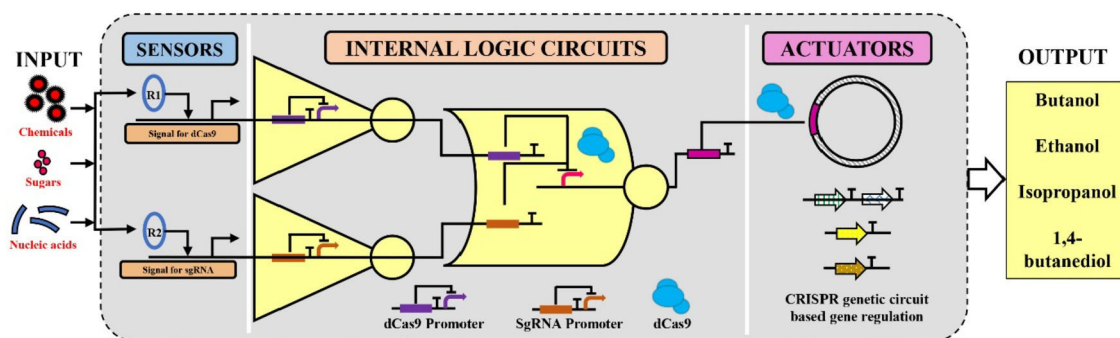 INPUT
Chemicals
Sugars
Nucleic acids
SENSORS
R1
Signal for dCas9
R2
Signal for sgRNA
INTERNAL LOGIC CIRCUITS
dCas9 Promoter
SgRNA Promoter
dCas9
ACTUATORS
CRISPR genetic circuit
based gene regulation
OUTPUT
Butanol
Ethanol
Isopropanol
1,4-
butanediol